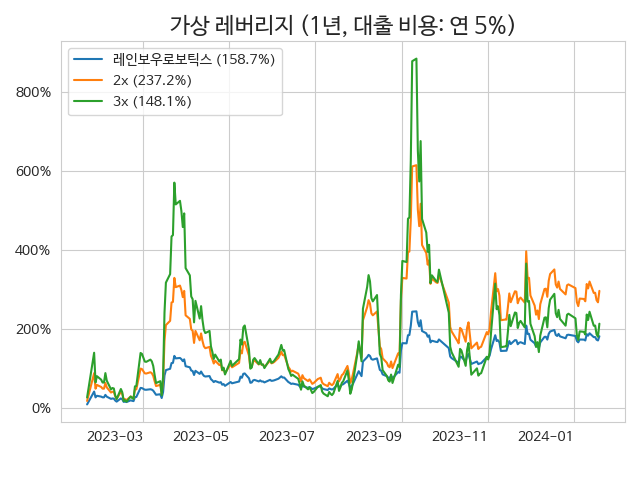 가상 레버리지 (1년, 대출 비용: 연 5%)
레인보우로보틱스 (158.7%)
2x (237.2%)
3x (148.1%)
800%
600%
400%
200%
0%
2023-03 2023-05 2023-07 2023-09 2023-11 2024-01